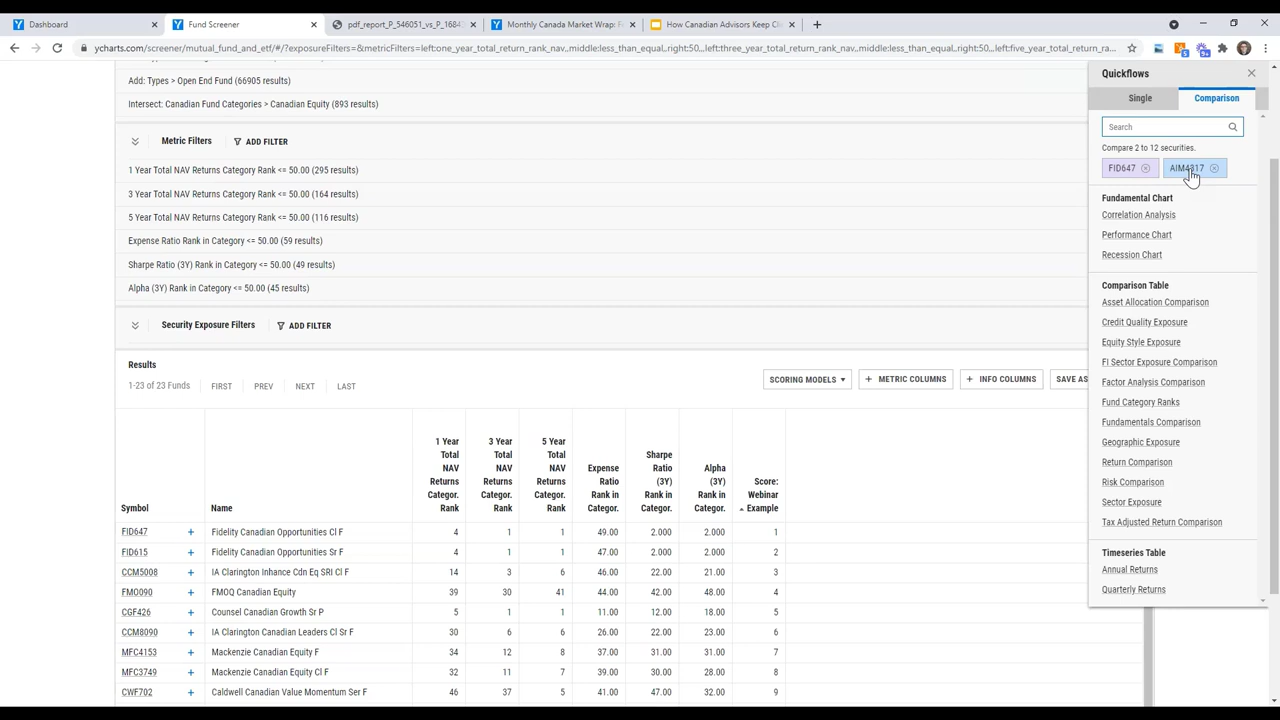 Dashboard
Fund Screener
pdf_report_P_546051_vs_P_1684
Monthly Canada Market Wrap: Fe
How Canadian Advisors Keep Cli
ycharts.com/screener/mutual_fund_and_etf/#/?exposureFilters=&metricFilters=left:one_year_total_return_rank_nav,,middle:less_than_equal,right:50,,left:three_year_total_return_rank_nav,,middle:less_than_equal,right:50,,left:five_year_total_return_ra...
Add: Types > Open End Fund (66905 results)
Intersect: Canadian Fund Categories > Canadian Equity (893 results)
Metric Filters
ADD FILTER
1 Year Total NAV Returns Category Rank <= 50.00 (295 results)
3 Year Total NAV Returns Category Rank <= 50.00 (164 results)
5 Year Total NAV Returns Category Rank <= 50.00 (116 results)
Expense Ratio Rank in Category <= 50.00 (59 results)
Sharpe Ratio (3Y) Rank in Category <= 50.00 (49 results)
Alpha (3Y) Rank in Category <= 50.00 (45 results)
Security Exposure Filters
ADD FILTER
Results
1-23 of 23 Funds FIRST PREV NEXT LAST
SCORING MODELS + METRIC COLUMNS + INFO COLUMNS SAVE AS
Symbol
Name
1 Year Total NAV Returns Categor. Rank
3 Year Total NAV Returns Categor. Rank
5 Year Total NAV Returns Categor. Rank
Expense Ratio Rank in Categor.
Sharpe Ratio (3Y) Rank in Categor.
Alpha (3Y) Rank in Categor.
Score: Webinar Example
FID647 + Fidelity Canadian Opportunities Cl F 4 1 1 49.00 2.000 2.000 1
FID615 + Fidelity Canadian Opportunities Sr F 4 1 1 47.00 2.000 2.000 2
CCM5008 + IA Clarington Inhance Cdn Eq SRI Cl F 14 3 6 46.00 22.00 21.00 3
FMO090 + FMOQ Canadian Equity 39 30 41 44.00 42.00 48.00 4
CGF426 + Counsel Canadian Growth Sr P 5 1 1 11.00 12.00 18.00 5
CCM8090 + IA Clarington Canadian Leaders Cl Sr F 30 6 6 26.00 22.00 23.00 6
MFC4153 + Mackenzie Canadian Equity F 34 12 8 37.00 31.00 31.00 7
MFC3749 + Mackenzie Canadian Equity Cl F 32 11 7 39.00 30.00 28.00 8
CWF702 + Caldwell Canadian Value Momentum Ser F 46 37 5 41.00 47.00 32.00 9
Quickflows
Single
Comparison
Search
Compare 2 to 12 securities.
FID647
AIM4317
Fundamental Chart
Correlation Analysis
Performance Chart
Recession Chart
Comparison Table
Asset Allocation Comparison
Credit Quality Exposure
Equity Style Exposure
FI Sector Exposure Comparison
Factor Analysis Comparison
Fund Category Ranks
Fundamentals Comparison
Geographic Exposure
Return Comparison
Risk Comparison
Sector Exposure
Tax Adjusted Return Comparison
Timeseries Table
Annual Returns
Quarterly Returns